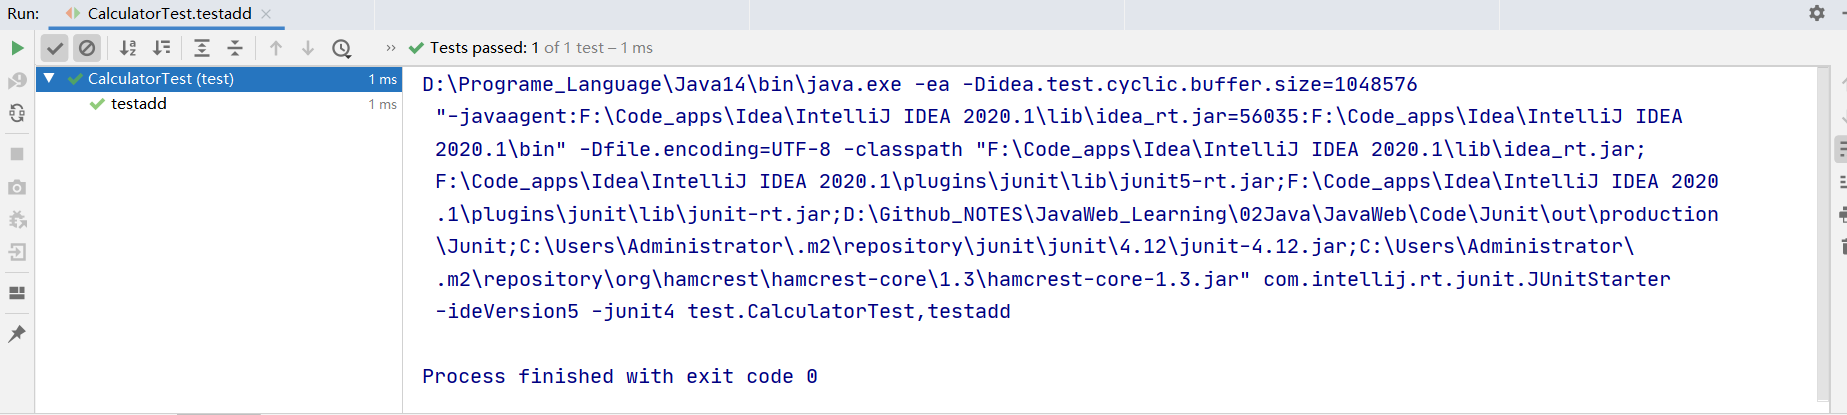 Run: CalculatorTest.testadd
Tests passed: 1 of 1 test – 1 ms
CalculatorTest (test) 1 ms
testadd 1 ms
D:\Programe_Language\Java14\bin\java.exe -ea -Didea.test.cyclic.buffer.size=1048576
"-javaagent:F:\Code_apps\Idea\IntelliJ IDEA 2020.1\lib\idea_rt.jar=56035:F:\Code_apps\Idea\IntelliJ IDEA
2020.1\bin" -Dfile.encoding=UTF-8 -classpath "F:\Code_apps\Idea\IntelliJ IDEA 2020.1\lib\idea_rt.jar;
F:\Code_apps\Idea\IntelliJ IDEA 2020.1\plugins\junit\lib\junit5-rt.jar;F:\Code_apps\Idea\IntelliJ IDEA 2020
.1\plugins\junit\lib\junit-rt.jar;D:\Github_NOTES\JavaWeb_Learning\02Java\JavaWeb\Code\Junit\out\production
\Junit;C:\Users\Administrator\.m2\repository\junit\junit\4.12\junit-4.12.jar;C:\Users\Administrator\
.m2\repository\org\hamcrest\hamcrest-core\1.3\hamcrest-core-1.3.jar" com.intellij.rt.junit.JUnitStarter
-ideVersion5 -junit4 test.CalculatorTest,testadd
Process finished with exit code 0